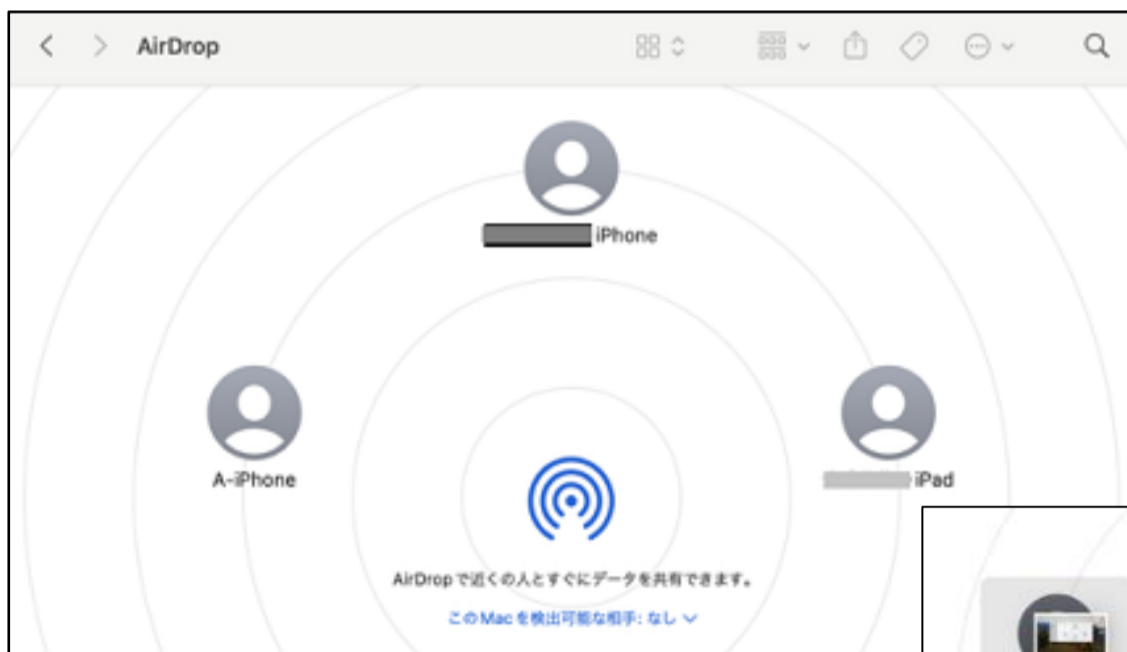 AirDrop
iPhone
A-iPhone
iPad
AirDropで近くの人とすぐにデータを共有できます。
このMacを検出可能な相手: なし